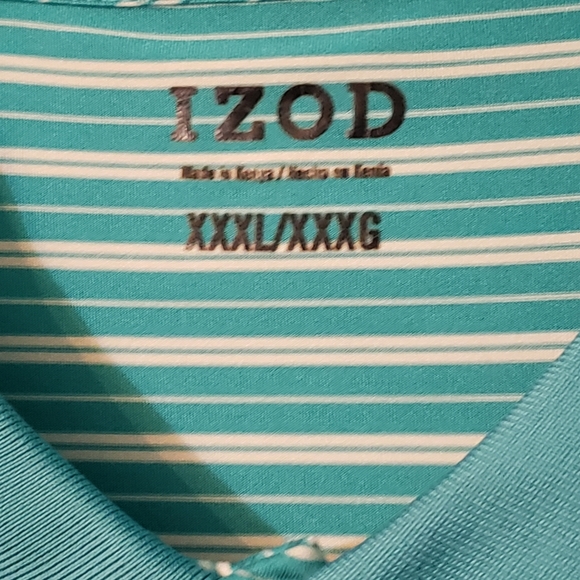 IZOD
Made in Kenya / Hecho en Kenia
XXXL/XXXG